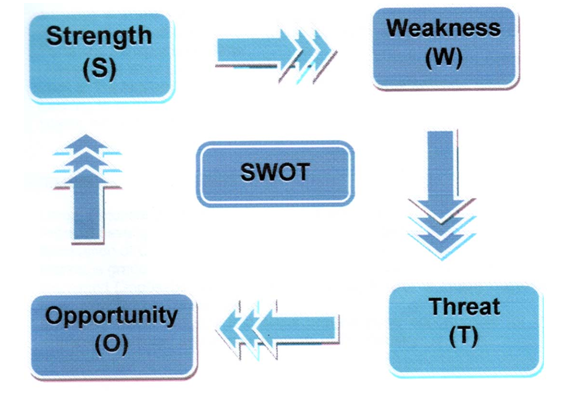 Strength
(S)
Weakness
(W)
SWOT
Opportunity
(O)
Threat
(T)